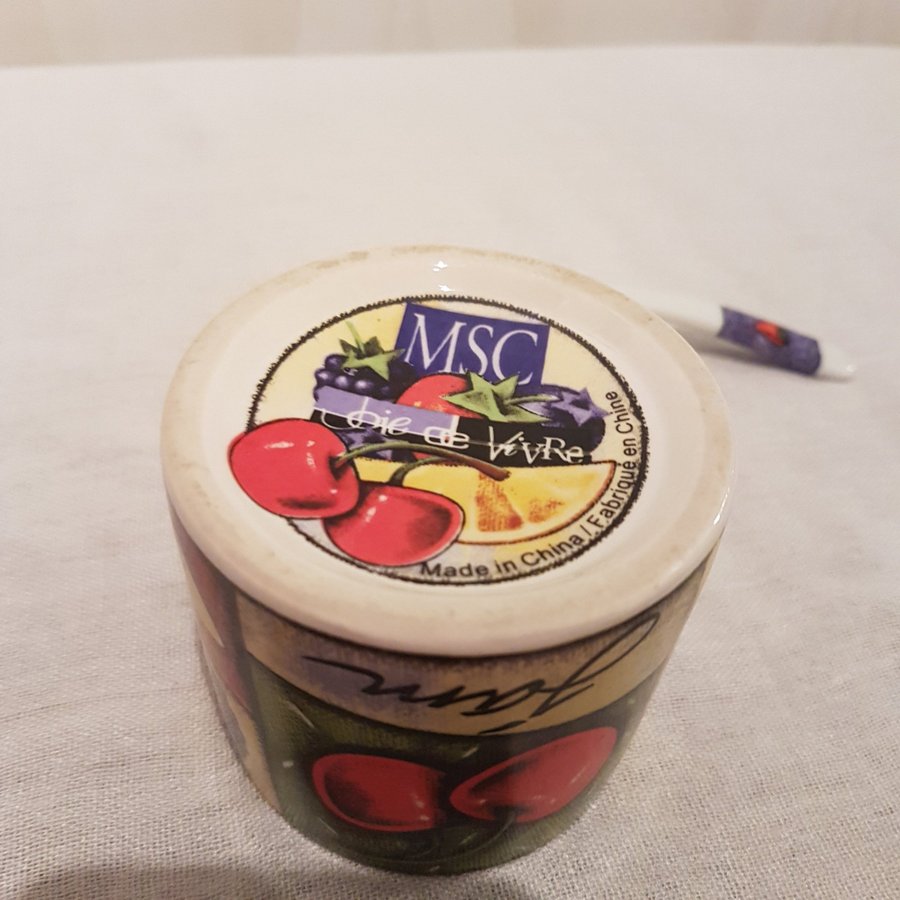 MSC
Joie de ViVRe
Made in China / Fabriqué en Chine
Jam